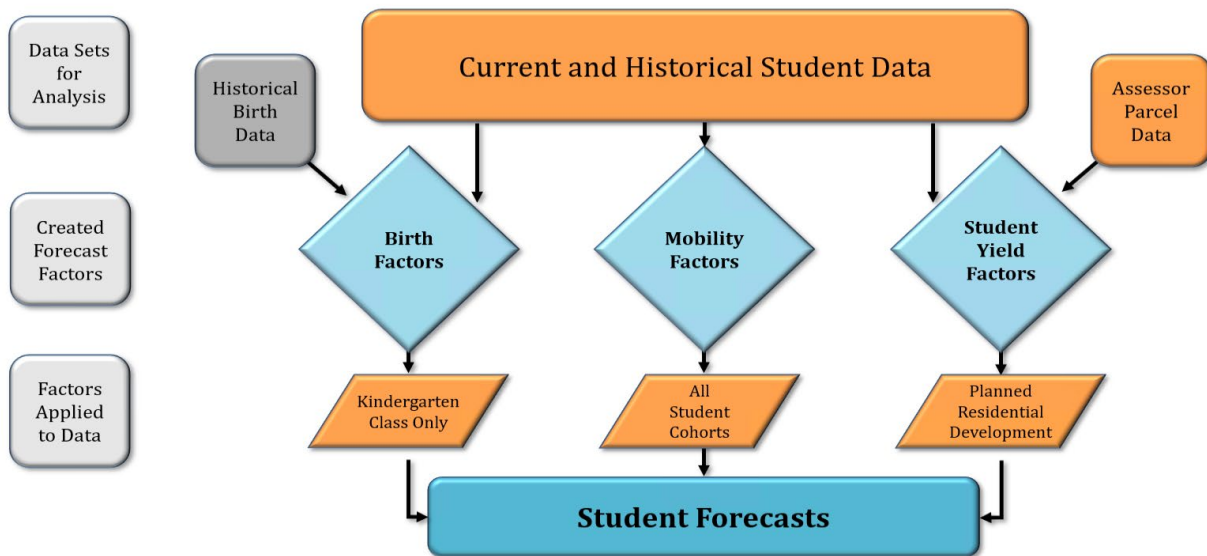 Data Sets
for
Analysis
Current and Historical Student Data
Historical
Birth
Data
Assessor
Parcel
Data
Created
Forecast
Factors
Birth
Factors
Mobility
Factors
Student
Yield
Factors
Factors
Applied
to Data
Kindergarten
Class Only
All
Student
Cohorts
Planned
Residential
Development
Student Forecasts